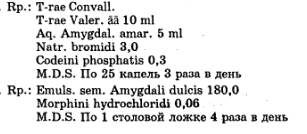 Rp.: T-rae Convall.
T-rae Valer. āā 10 ml
Aq. Amygdal. amar. 5 ml
Natr. bromidi 3,0
Codeini phosphatis 0,3
M.D.S. По 25 капель 3 раза в день
Rp.: Emuls. sem. Amygdali dulcis 180,0
Morphini hydrochloridi 0,06
M.D.S. По 1 столовой ложке 4 раза в день